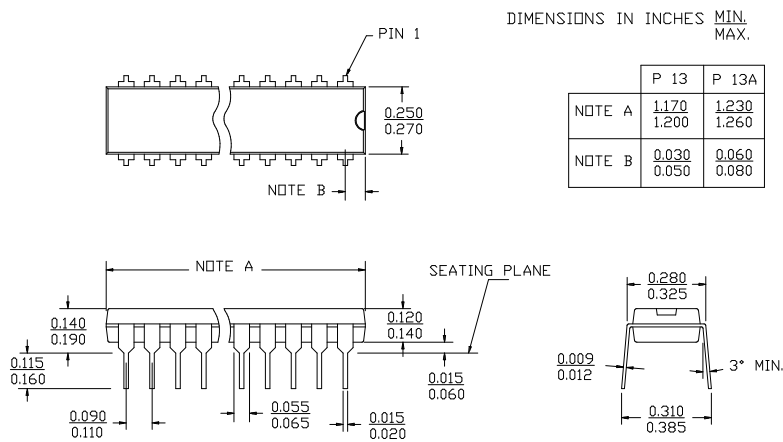 DIMENSIONS IN INCHES MIN.
MAX.
PIN 1
P 13 P 13A
NOTE A 1.170 1.230
1.200 1.260
NOTE B 0.030 0.060
0.050 0.080
0.250
0.270
NOTE B
NOTE A
SEATING PLANE
0.280
0.325
0.140
0.190
0.120
0.140
0.115
0.160
0.015
0.060
0.009
0.012
3° MIN.
0.090
0.110
0.055
0.065
0.015
0.020
0.310
0.385